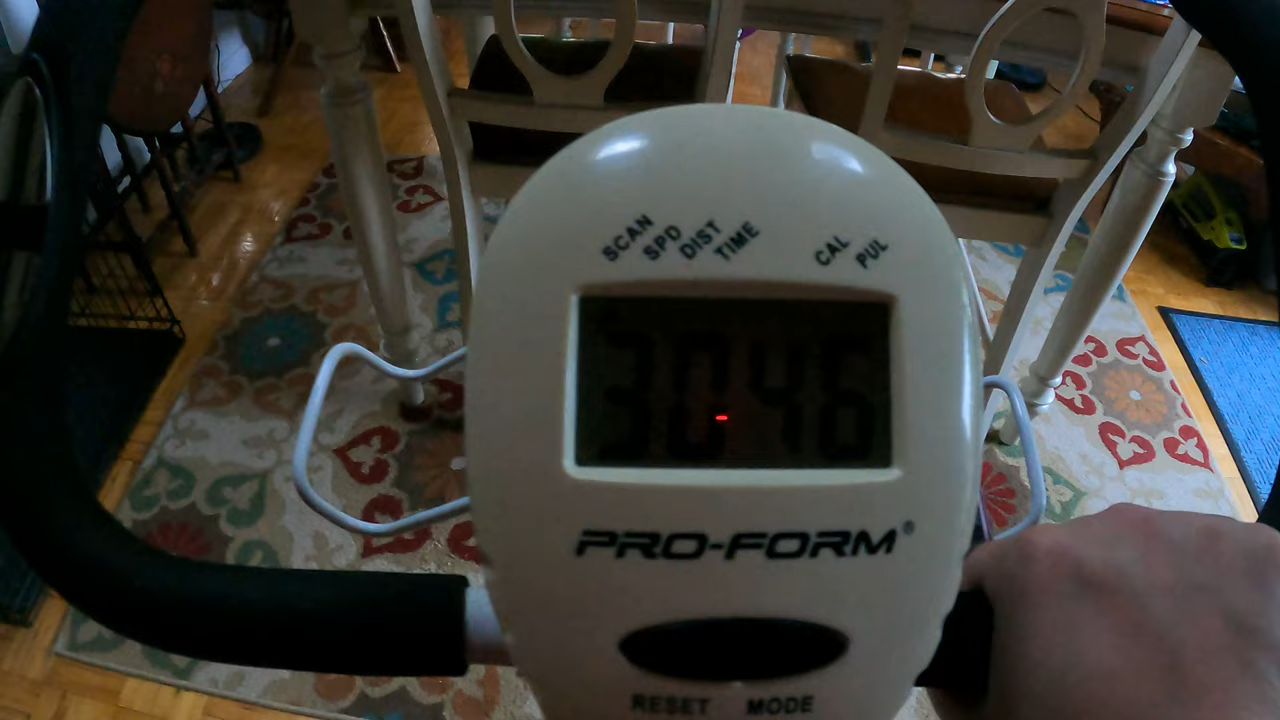 SCAN
SPD
DIST
TIME
CAL
PUL
30:46
PRO-FORM®
RESET MODE